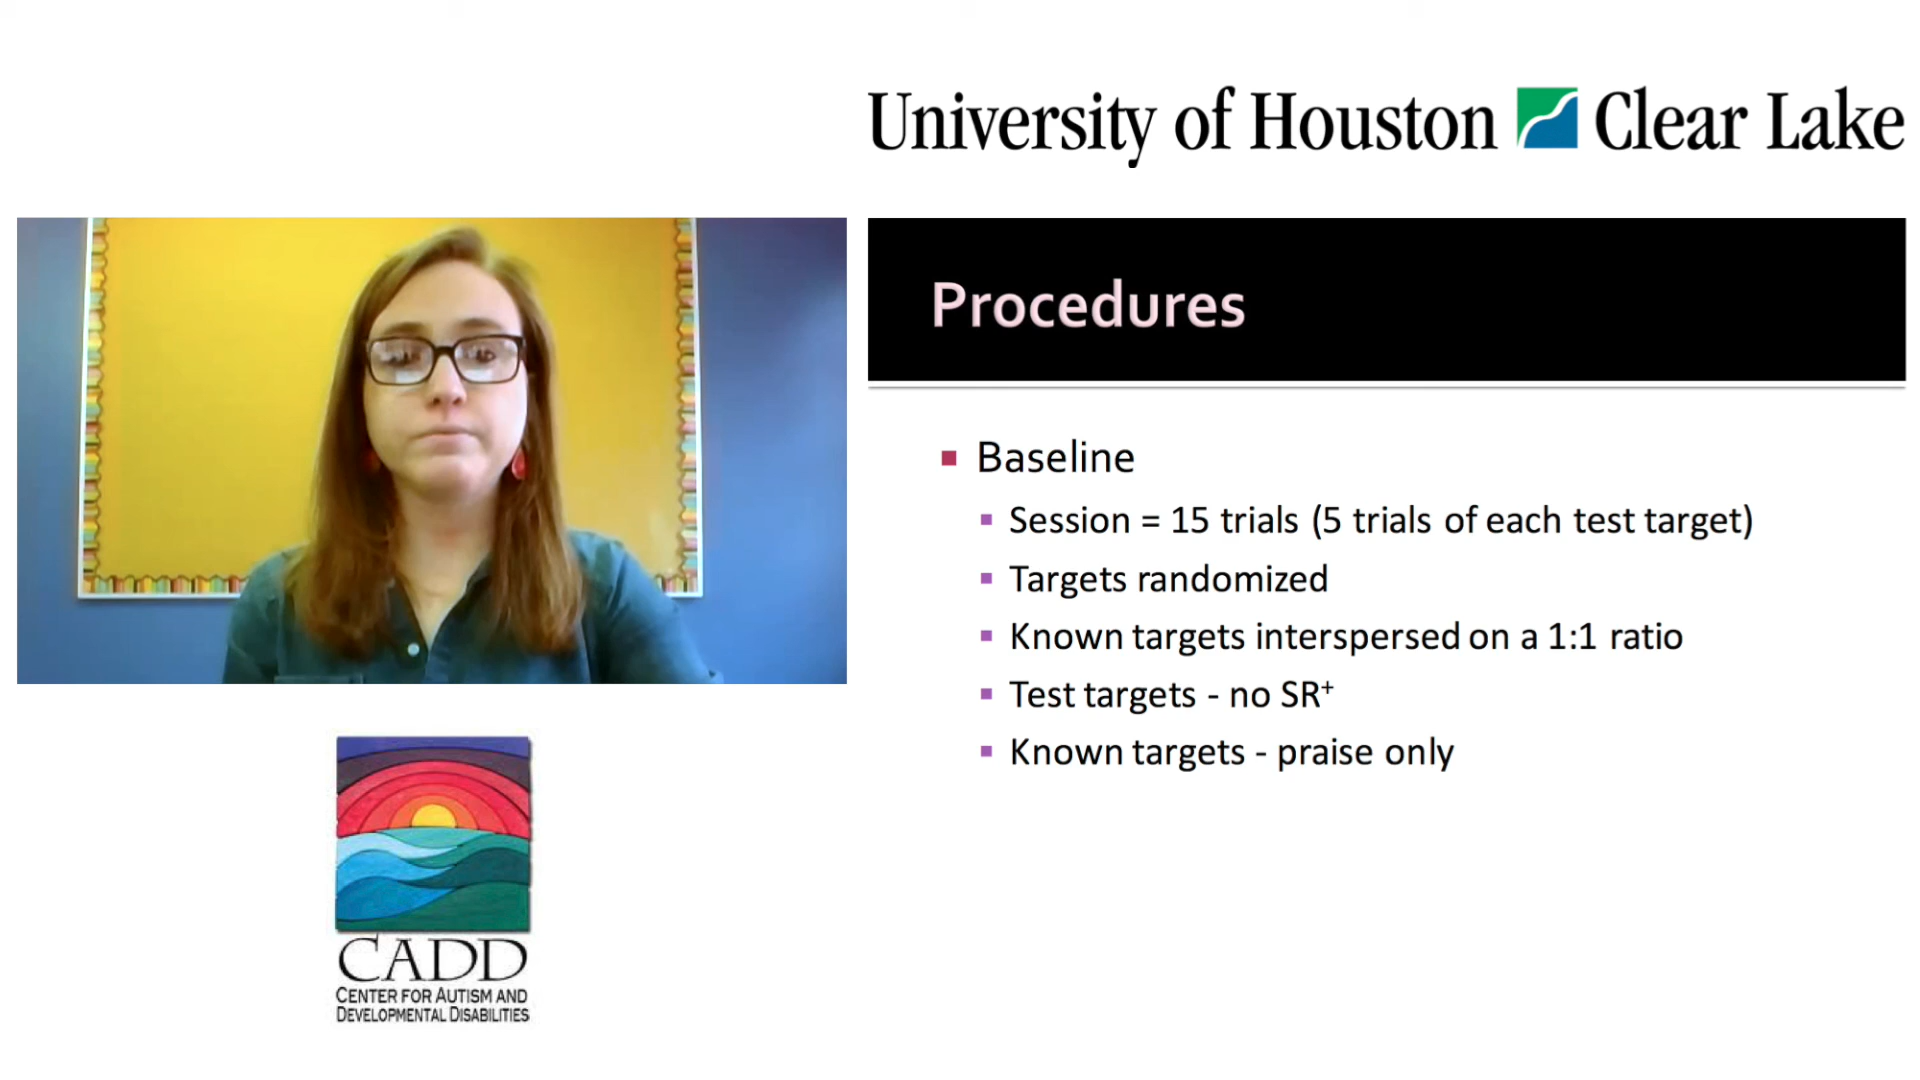 University of Houston Clear Lake
Procedures
Baseline
Session = 15 trials (5 trials of each test target)
Targets randomized
Known targets interspersed on a 1:1 ratio
Test targets - no SR⁺
Known targets - praise only
CADD
CENTER FOR AUTISM AND
DEVELOPMENTAL DISABILITIES